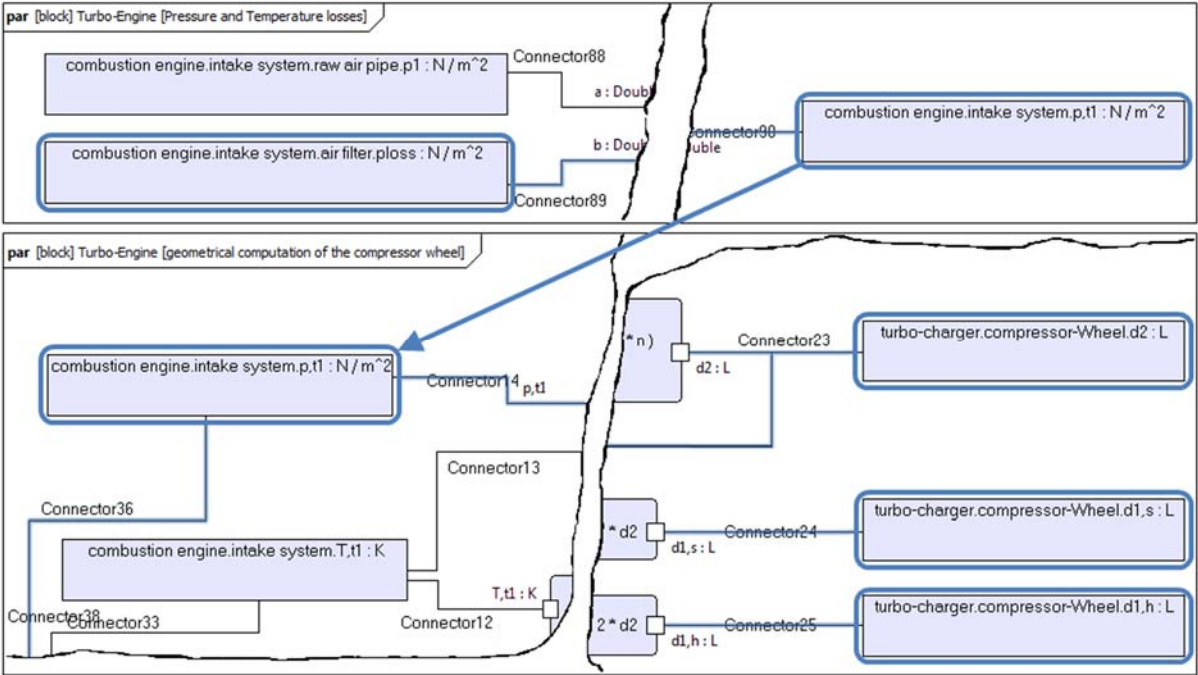 par [block] Turbo-Engine [Pressure and Temperature losses]
Connector88
combustion engine.intake system.raw air pipe.p1 : N / m^2
a : Doubl
combustion engine.intake system.p,t1 : N / m^2
onnector90
b : Doub
uble
combustion engine.intake system.air filter.ploss : N / m^2
Connector89
par [block] Turbo-Engine [geometrical computation of the compressor wheel]
* n )
Connector23
turbo-charger.compressor-Wheel.d2 : L
d2 : L
combustion engine.intake system.p,t1 : N / m^2
Connector14
p,t1
Connector13
Connector36
turbo-charger.compressor-Wheel.d1,s : L
* d2
Connector24
d1,s : L
combustion engine.intake system.T,t1 : K
T,t1 : K
turbo-charger.compressor-Wheel.d1,h : L
Connector38
Connector33
Connector12
2 * d2
Connector25
d1,h : L